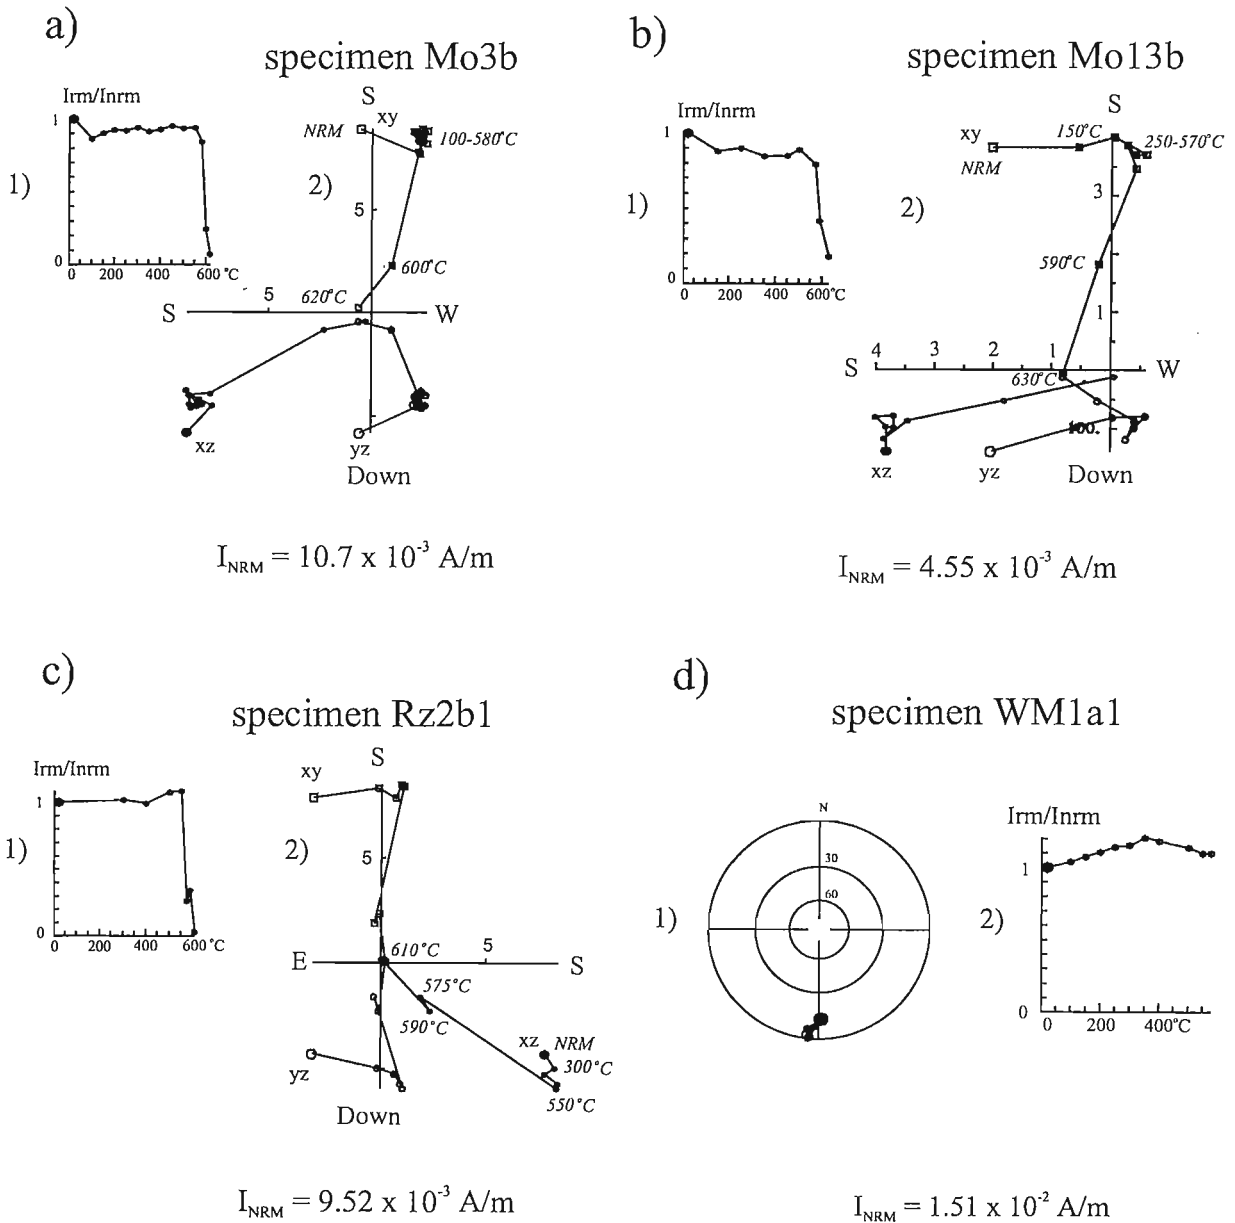 a)
specimen Mo3b
Irm/Inrm
1
0
0 200 400 600 °C
1)
2)
S
xy
NRM
100-580°C
5
600°C
620°C
S 5 W
xz
yz
Down
I NRM = 10.7 x 10-3 A/m
b)
specimen Mo13b
Irm/Inrm
1
0
0 200 400 600 °C
1)
2)
S
xy
NRM
150°C
250-570°C
3
590°C
1
S 4 3 2 1 W
630°C
100.
xz
yz
Down
I NRM = 4.55 x 10-3 A/m
c)
specimen Rz2b1
Irm/Inrm
1
0
0 200 400 600 °C
1)
2)
S
xy
5
610°C
E 5 S
575°C
590°C
xz NRM
300°C
550°C
yz
Down
I NRM = 9.52 x 10-3 A/m
d)
specimen WM1a1
1)
N
30
60
2)
Irm/Inrm
1
0
0 200 400°C
I NRM = 1.51 x 10-2 A/m